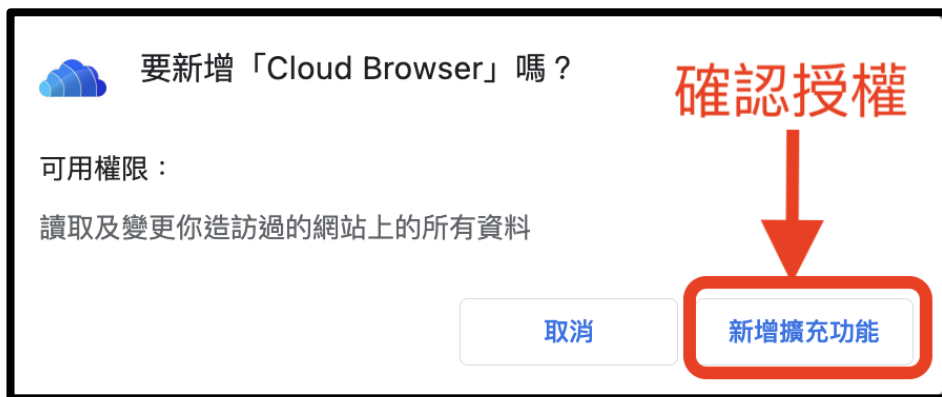 要新增「Cloud Browser」嗎？
確認授權
可用權限：
讀取及變更你造訪過的網站上的所有資料
取消
新增擴充功能